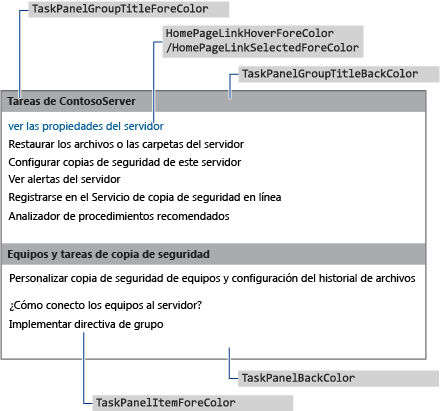 TaskPanelGroupTitleForeColor
HomePageLinkHoverForeColor
/HomePageLinkSelectedForeColor
TaskPanelGroupTitleBackColor
Tareas de ContosoServer
ver las propiedades del servidor
Restaurar los archivos o las carpetas del servidor
Configurar copias de seguridad de este servidor
Ver alertas del servidor
Registrarse en el Servicio de copia de seguridad en línea
Analizador de procedimientos recomendados
Equipos y tareas de copia de seguridad
Personalizar copia de seguridad de equipos y configuración del historial de archivos
¿Cómo conecto los equipos al servidor?
Implementar directiva de grupo
TaskPanelBackColor
TaskPanelItemForeColor